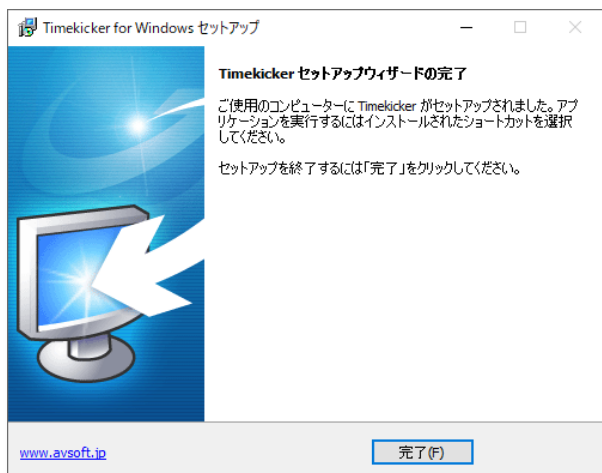 Timekicker for Windows セットアップ
Timekicker セットアップウィザードの完了
ご使用のコンピューターに Timekicker がセットアップされました。アプ
リケーションを実行するにはインストールされたショートカットを選択
してください。
セットアップを終了するには「完了」をクリックしてください。
www.avsoft.jp
完了(F)